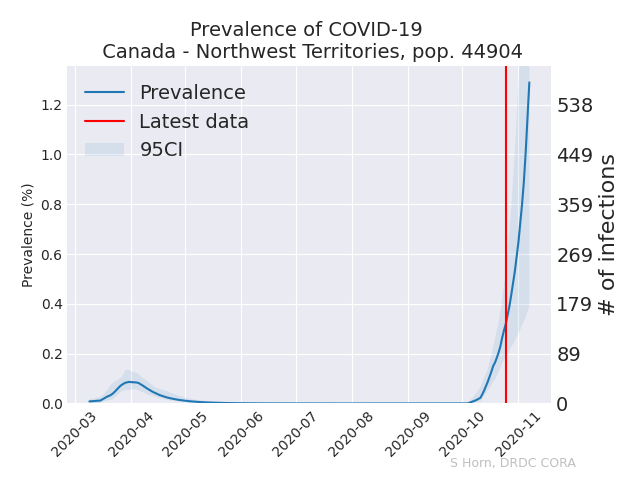 Prevalence of COVID-19
Canada - Northwest Territories, pop. 44904
Prevalence
Latest data
95CI
Prevalence (%)
1.2
1.0
0.8
0.6
0.4
0.2
0.0
538
449
359
269
179
89
0
# of infections
2020-03
2020-04
2020-05
2020-06
2020-07
2020-08
2020-09
2020-10
2020-11
S Horn, DRDC CORA